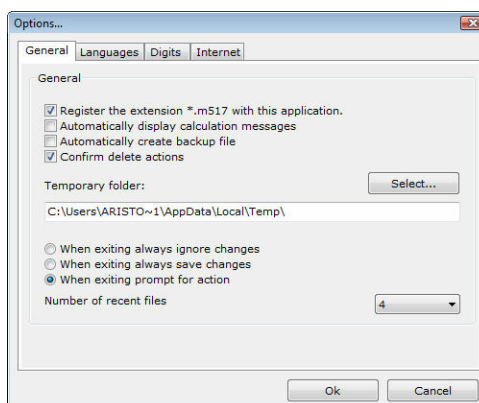 Options...
General Languages Digits Internet
General
Register the extension *.m517 with this application.
Automatically display calculation messages
Automatically create backup file
Confirm delete actions
Temporary folder:
Select...
C:\Users\ARISTO~1\AppData\Local\Temp\
When exiting always ignore changes
When exiting always save changes
When exiting prompt for action
Number of recent files
4
Ok Cancel